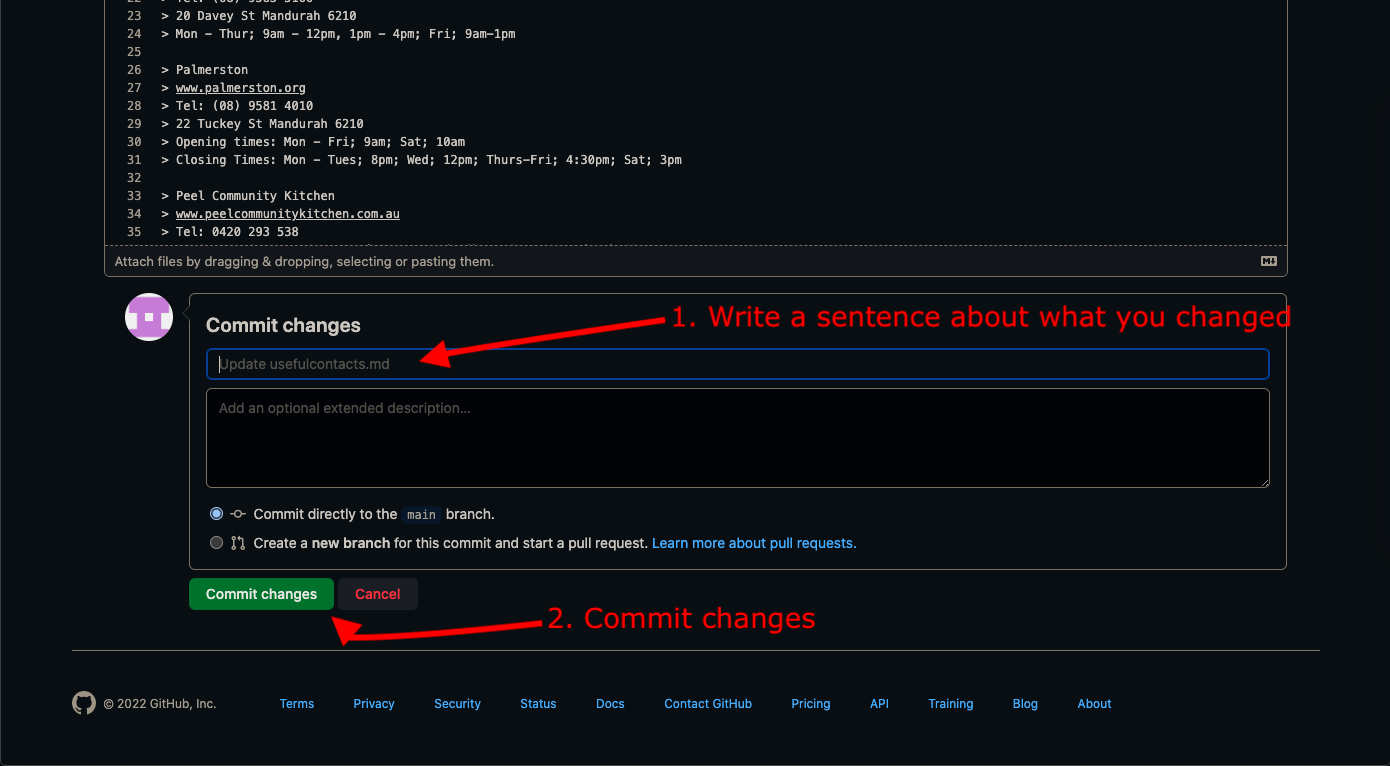 22 > Tel: (08)
23 > 20 Davey St Mandurah 6210
24 > Mon - Thur; 9am - 12pm, 1pm - 4pm; Fri; 9am-1pm
25
26 > Palmerston
27 > www.palmerston.org
28 > Tel: (08) 9581 4010
29 > 22 Tuckey St Mandurah 6210
30 > Opening times: Mon - Fri; 9am; Sat; 10am
31 > Closing Times: Mon - Tues; 8pm; Wed; 12pm; Thurs-Fri; 4:30pm; Sat; 3pm
32
33 > Peel Community Kitchen
34 > www.peelcommunitykitchen.com.au
35 > Tel: 0420 293 538
Attach files by dragging & dropping, selecting or pasting them.
Commit changes
1. Write a sentence about what you changed
Update usefulcontacts.md
Add an optional extended description...
Commit directly to the main branch.
Create a new branch for this commit and start a pull request. Learn more about pull requests.
Commit changes Cancel
2. Commit changes
© 2022 GitHub, Inc. Terms Privacy Security Status Docs Contact GitHub Pricing API Training Blog About